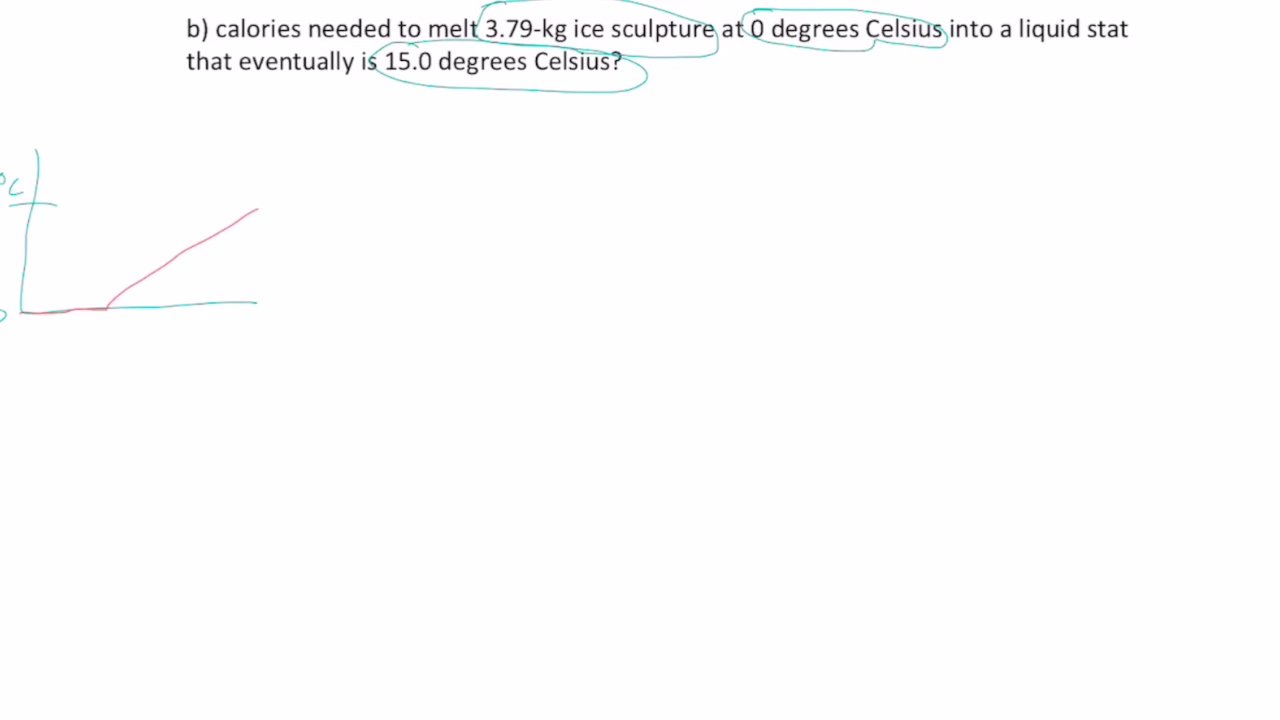 b) calories needed to melt 3.79-kg ice sculpture at 0 degrees Celsius into a liquid stat
that eventually is 15.0 degrees Celsius?
°C
0